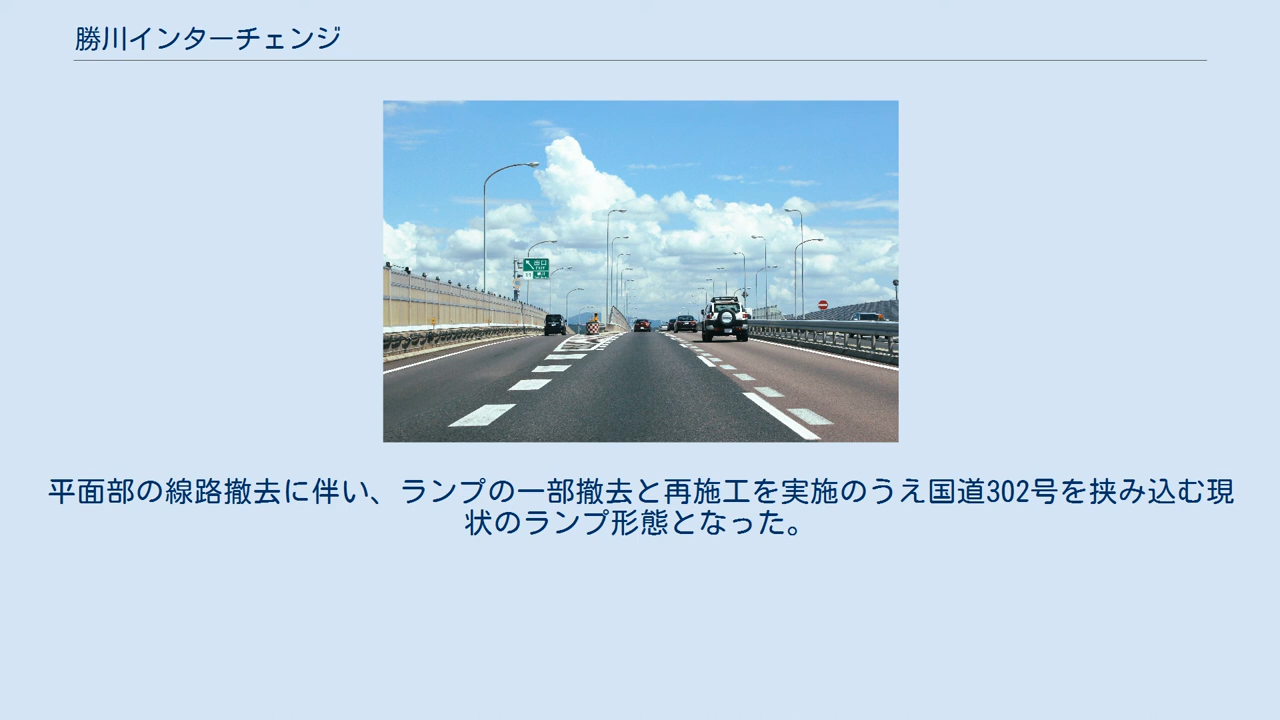 勝川インターチェンジ
出口
平面部の線路撤去に伴い、ランプの一部撤去と再施工を実施のうえ国道302号を挟み込む現
状のランプ形態となった。